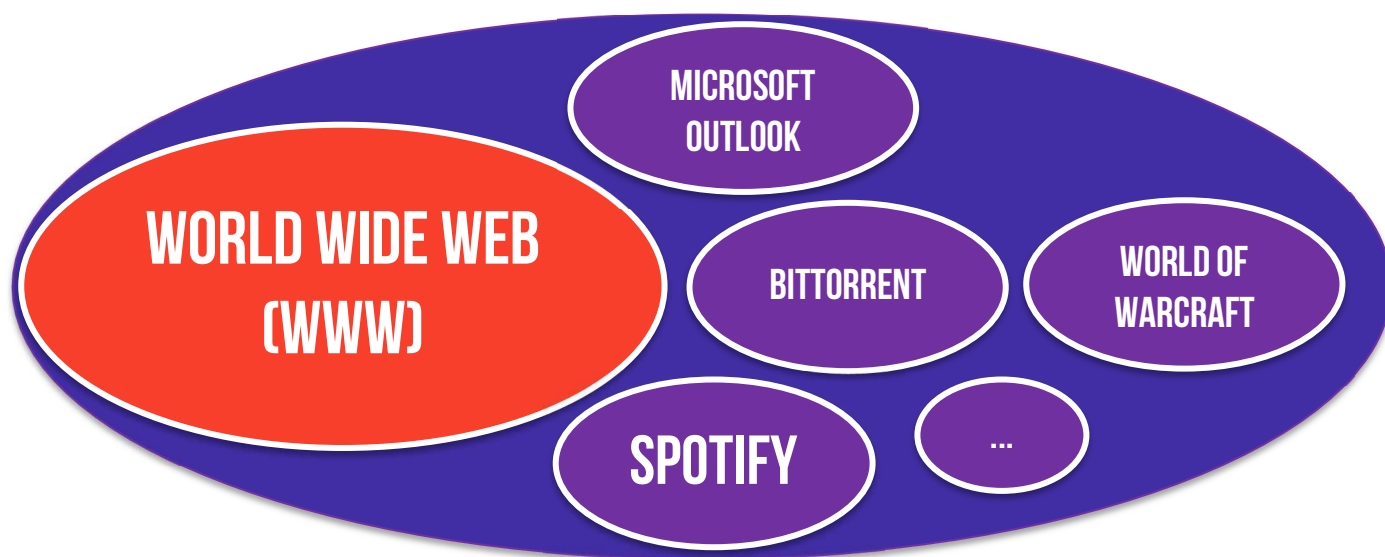 MICROSOFT
OUTLOOK
WORLD WIDE WEB
(WWW)
BITTORRENT
WORLD OF
WARCRAFT
SPOTIFY
...